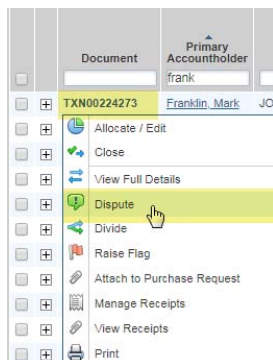 Document
Primary
Accountholder
frank
TXN00224273 Franklin, Mark JO
Allocate / Edit
Close
View Full Details
Dispute
Divide
Raise Flag
Attach to Purchase Request
Manage Receipts
View Receipts
Print